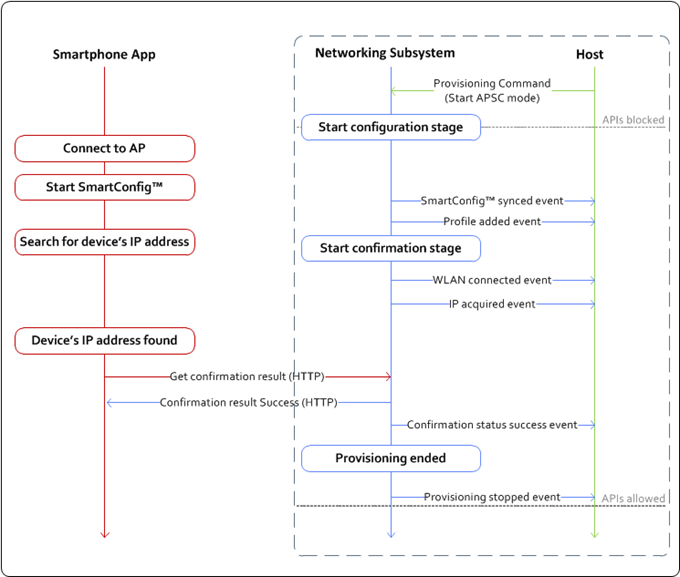 Smartphone App
Networking Subsystem
Host
Provisioning Command
(Start APSC mode)
APIs blocked
Start configuration stage
Connect to AP
Start SmartConfig™
SmartConfig™ synced event
Profile added event
Search for device's IP address
Start confirmation stage
WLAN connected event
IP acquired event
Device's IP address found
Get confirmation result (HTTP)
Confirmation result Success (HTTP)
Confirmation status success event
Provisioning ended
Provisioning stopped event
APIs allowed